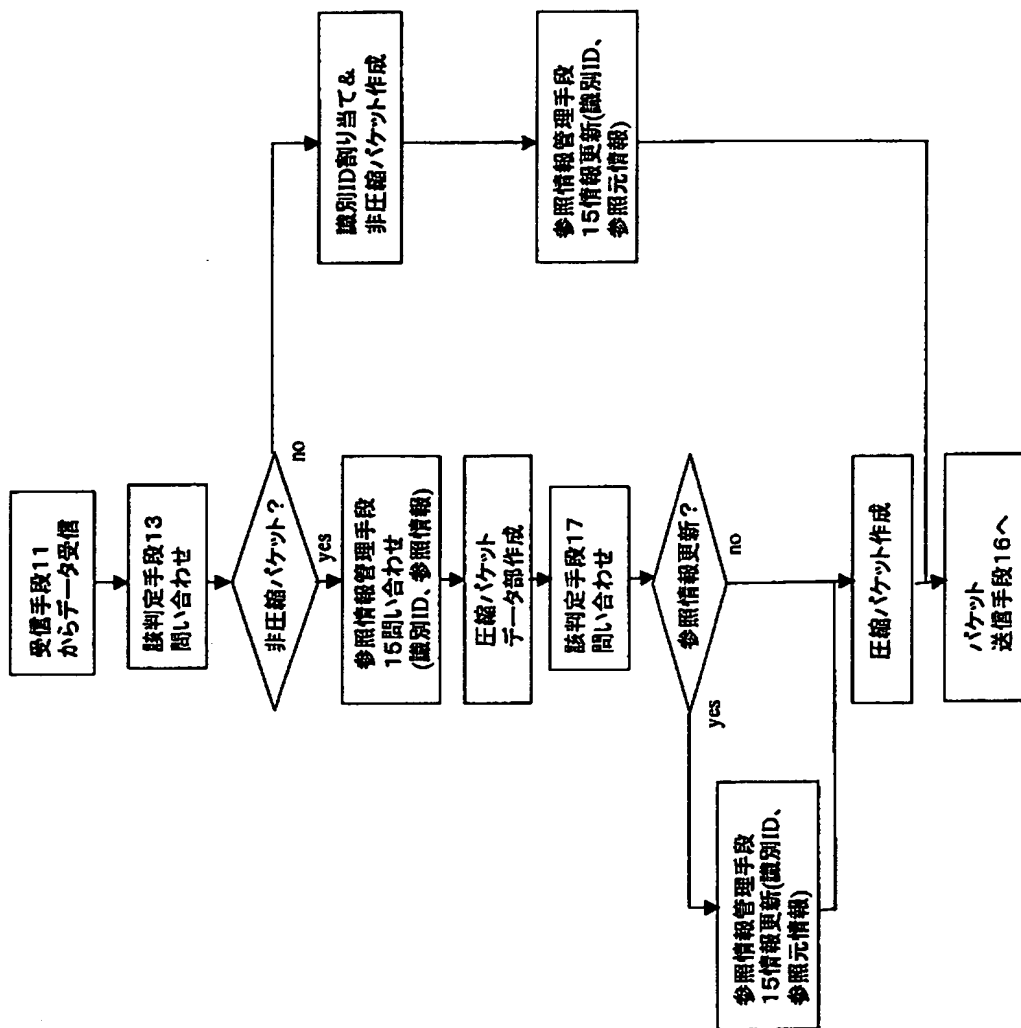 受信手段11
からデータ受信
該判定手段13
問い合わせ
非圧縮パケット?
no
yes
識別ID割り当て&
非圧縮パケット作成
参照情報管理手段
15情報更新(識別ID、
参照元情報)
参照情報管理手段
15問い合わせ
(識別ID、参照情報)
圧縮パケット
データ部作成
該判定手段17
問い合わせ
参照情報更新?
yes
no
参照情報管理手段
15情報更新(識別ID、
参照元情報)
圧縮パケット作成
パケット
送信手段16へ